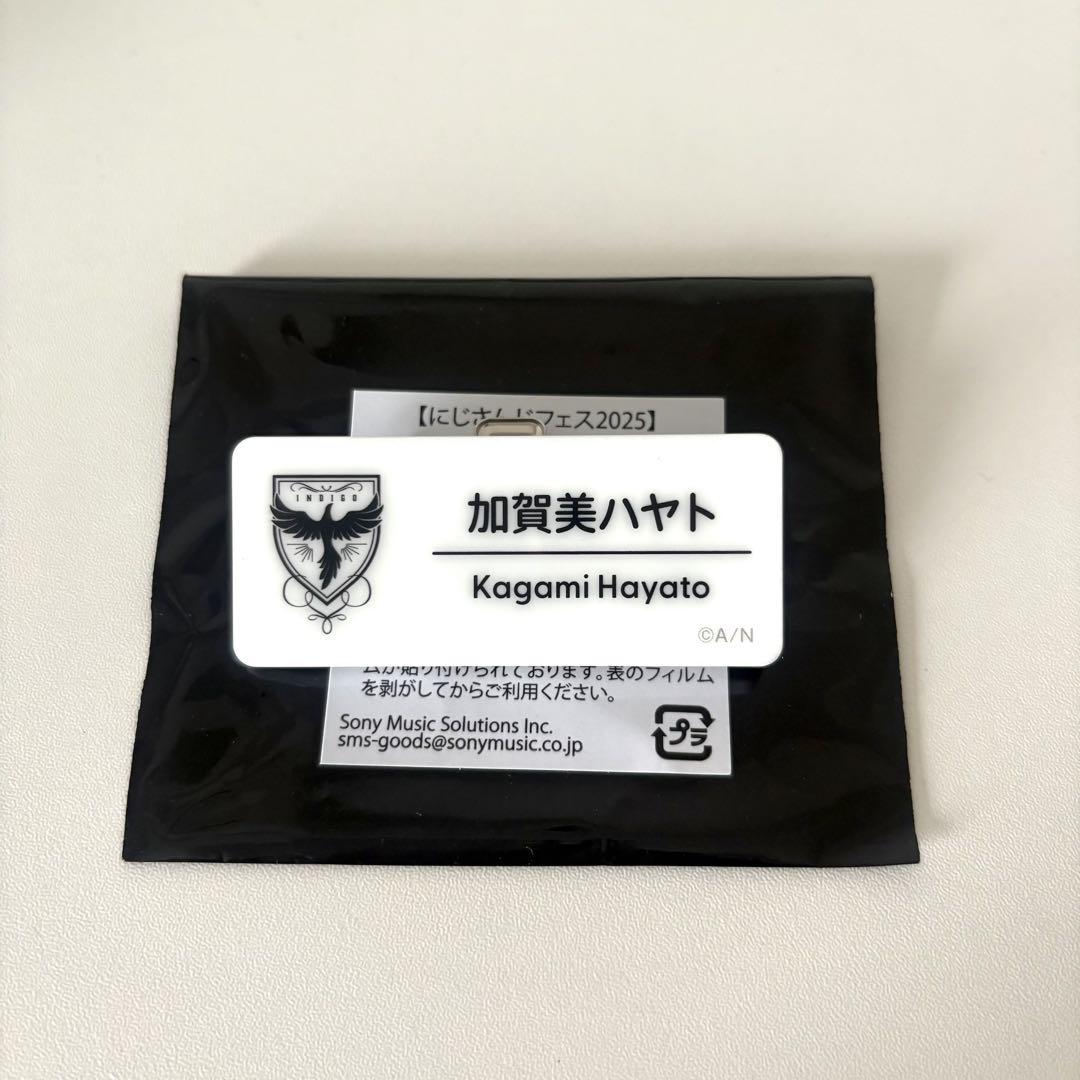 【にじさんじフェス2025】
INDIGO
加賀美ハヤト
Kagami Hayato
©A/N
ムが貼り付けられております。表のフィルム
を剥がしてからご利用ください。
Sony Music Solutions Inc.
sms-goods@sonymusic.co.jp
プラ